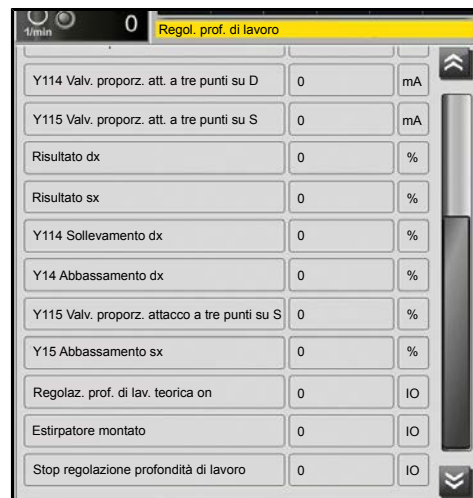 1/min 0 Regol. prof. di lavoro
Y114 Valv. proporz. att. a tre punti su D 0 mA
Y115 Valv. proporz. att. a tre punti su S 0 mA
Risultato dx 0 %
Risultato sx 0 %
Y114 Sollevamento dx 0 %
Y14 Abbassamento dx 0 %
Y115 Valv. proporz. attacco a tre punti su S 0 %
Y15 Abbassamento sx 0 %
Regolaz. prof. di lav. teorica on 0 IO
Estirpatore montato 0 IO
Stop regolazione profondità di lavoro 0 IO